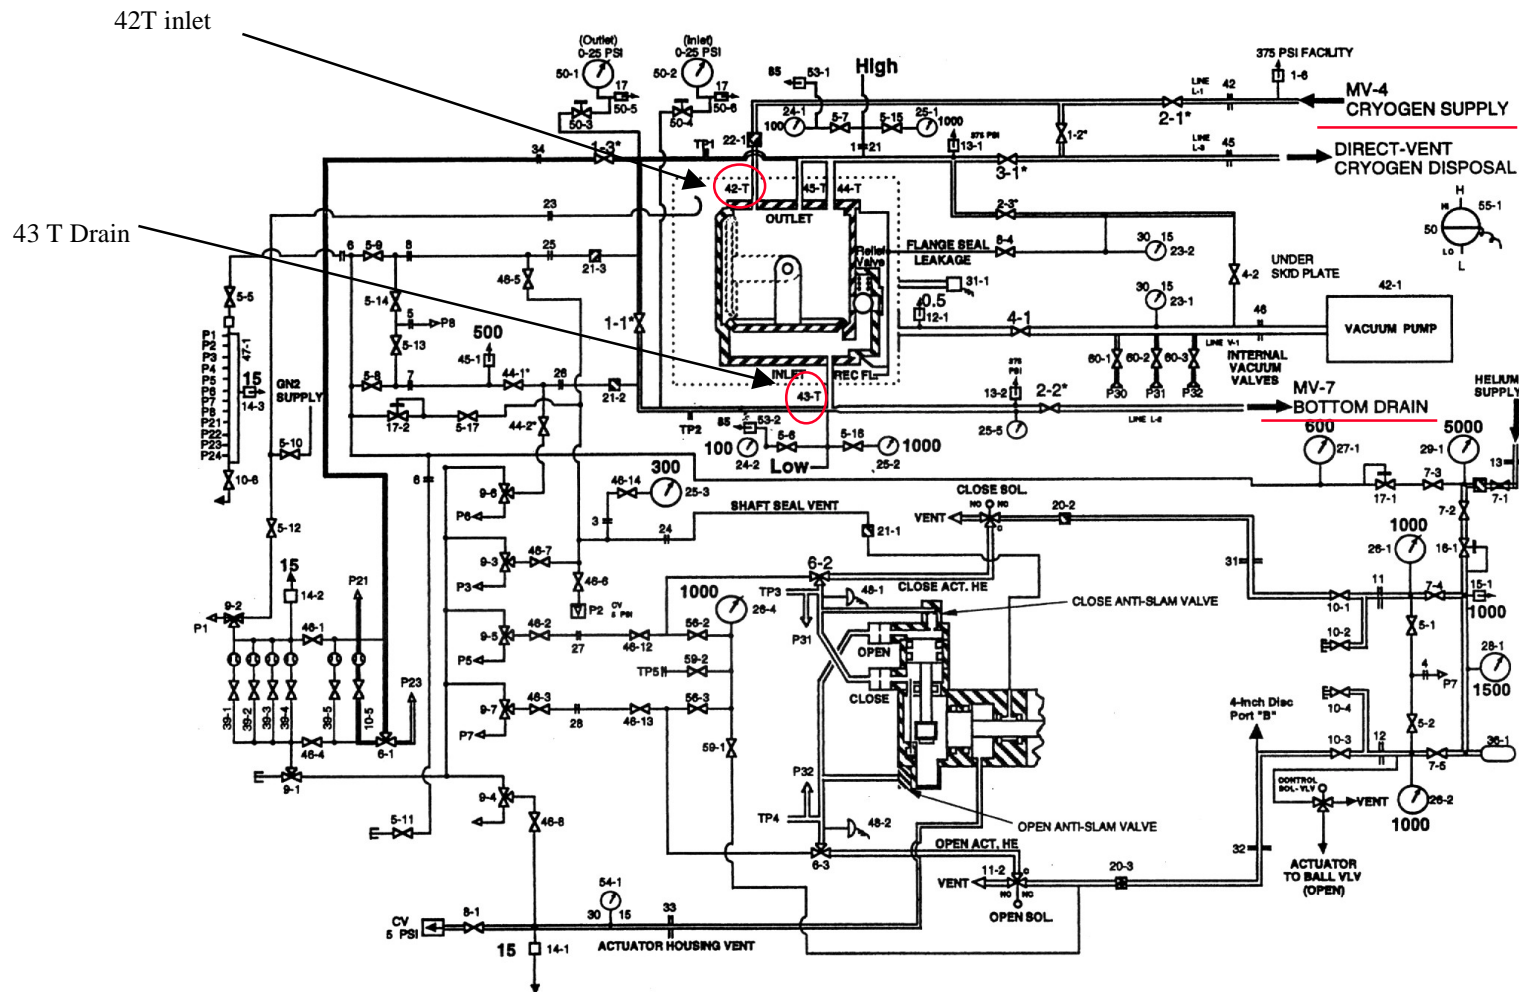 42T inlet
43 T Drain
(Outlet)
0-25 PSI
50-1
17
50-5
50-3
(Inlet)
0-25 PSI
50-2
17
50-6
50-4
85
53-1
High
24-1
100
5-7
5-15
25-1
1000
22-1
1
21
375 PSI
13-1
375 PSI FACILITY
1-6
LINE
L-1
42
MV-4
CRYOGEN SUPPLY
2-1*
1-2*
LINE
L-3
45
DIRECT-VENT
CRYOGEN DISPOSAL
3-1*
34
1-3*
TP1
42-T
45-T
44-T
OUTLET
23
2-3*
H
HI
55-1
50
LO
L
6
5-9
8
25
21-3
48-5
Relief
Valve
FLANGE SEAL
LEAKAGE
8-4
30
15
23-2
UNDER
SKID PLATE
4-2
31-1
0.5
12-1
30
15
23-1
42-1
VACUUM PUMP
4-1
46
LINE V-1
INTERNAL
VACUUM
VALVES
60-1
60-2
60-3
P30
P31
P32
5-5
5-14
5
P8
5-13
500
45-1
1-1*
P1
P2
P3
P4
P5
P6
P7
P8
P21
P22
P23
P24
47-1
15
14-3
GN2
SUPPLY
5-8
7
44-1*
26
21-2
INLET
REC FL.
43-T
375
PSI
13-2
2-2*
MV-7
BOTTOM DRAIN
LINE L-2
HELIUM
SUPPLY
17-2
5-17
44-2*
TP2
85
53-2
100
24-2
5-6
5-16
1000
25-2
25-5
Low
600
27-1
5000
29-1
13
5-10
10-6
6
9-6
P6
46-14
300
25-3
3
24
SHAFT SEAL VENT
21-1
CLOSE SOL.
NO
NC
C
VENT
20-2
17-1
7-3
7-1
7-2
5-12
1000
26-1
16-1
9-3
P3
46-7
46-6
P2
CV
5 PSI
6-2
CLOSE ACT. HE
31
11
7-4
15-1
1000
10-1
15
14-2
P21
9-2
P1
1000
26-4
TP3
48-1
CLOSE ANTI-SLAM VALVE
P31
10-2
5-1
46-1
9-5
P5
46-2
27
46-12
56-2
OPEN
28-1
1500
TP5
59-2
4
P7
39-1
39-2
39-3
39-4
39-5
10-5
P23
CLOSE
9-7
P7
46-3
28
46-13
56-3
4-Inch Disc
Port "B"
10-4
5-2
46-4
6-1
59-1
10-3
12
7-5
36-1
9-1
P32
CONTROL
SOL-VLV
VENT
26-2
1000
9-4
46-8
5-11
TP4
48-2
OPEN ANTI-SLAM VALVE
6-3
OPEN ACT. HE
32
ACTUATOR
TO BALL VLV
(OPEN)
VENT
11-2
C
NO
NC
OPEN SOL.
20-3
54-1
30
15
33
CV
5 PSI
8-1
15
14-1
ACTUATOR HOUSING VENT